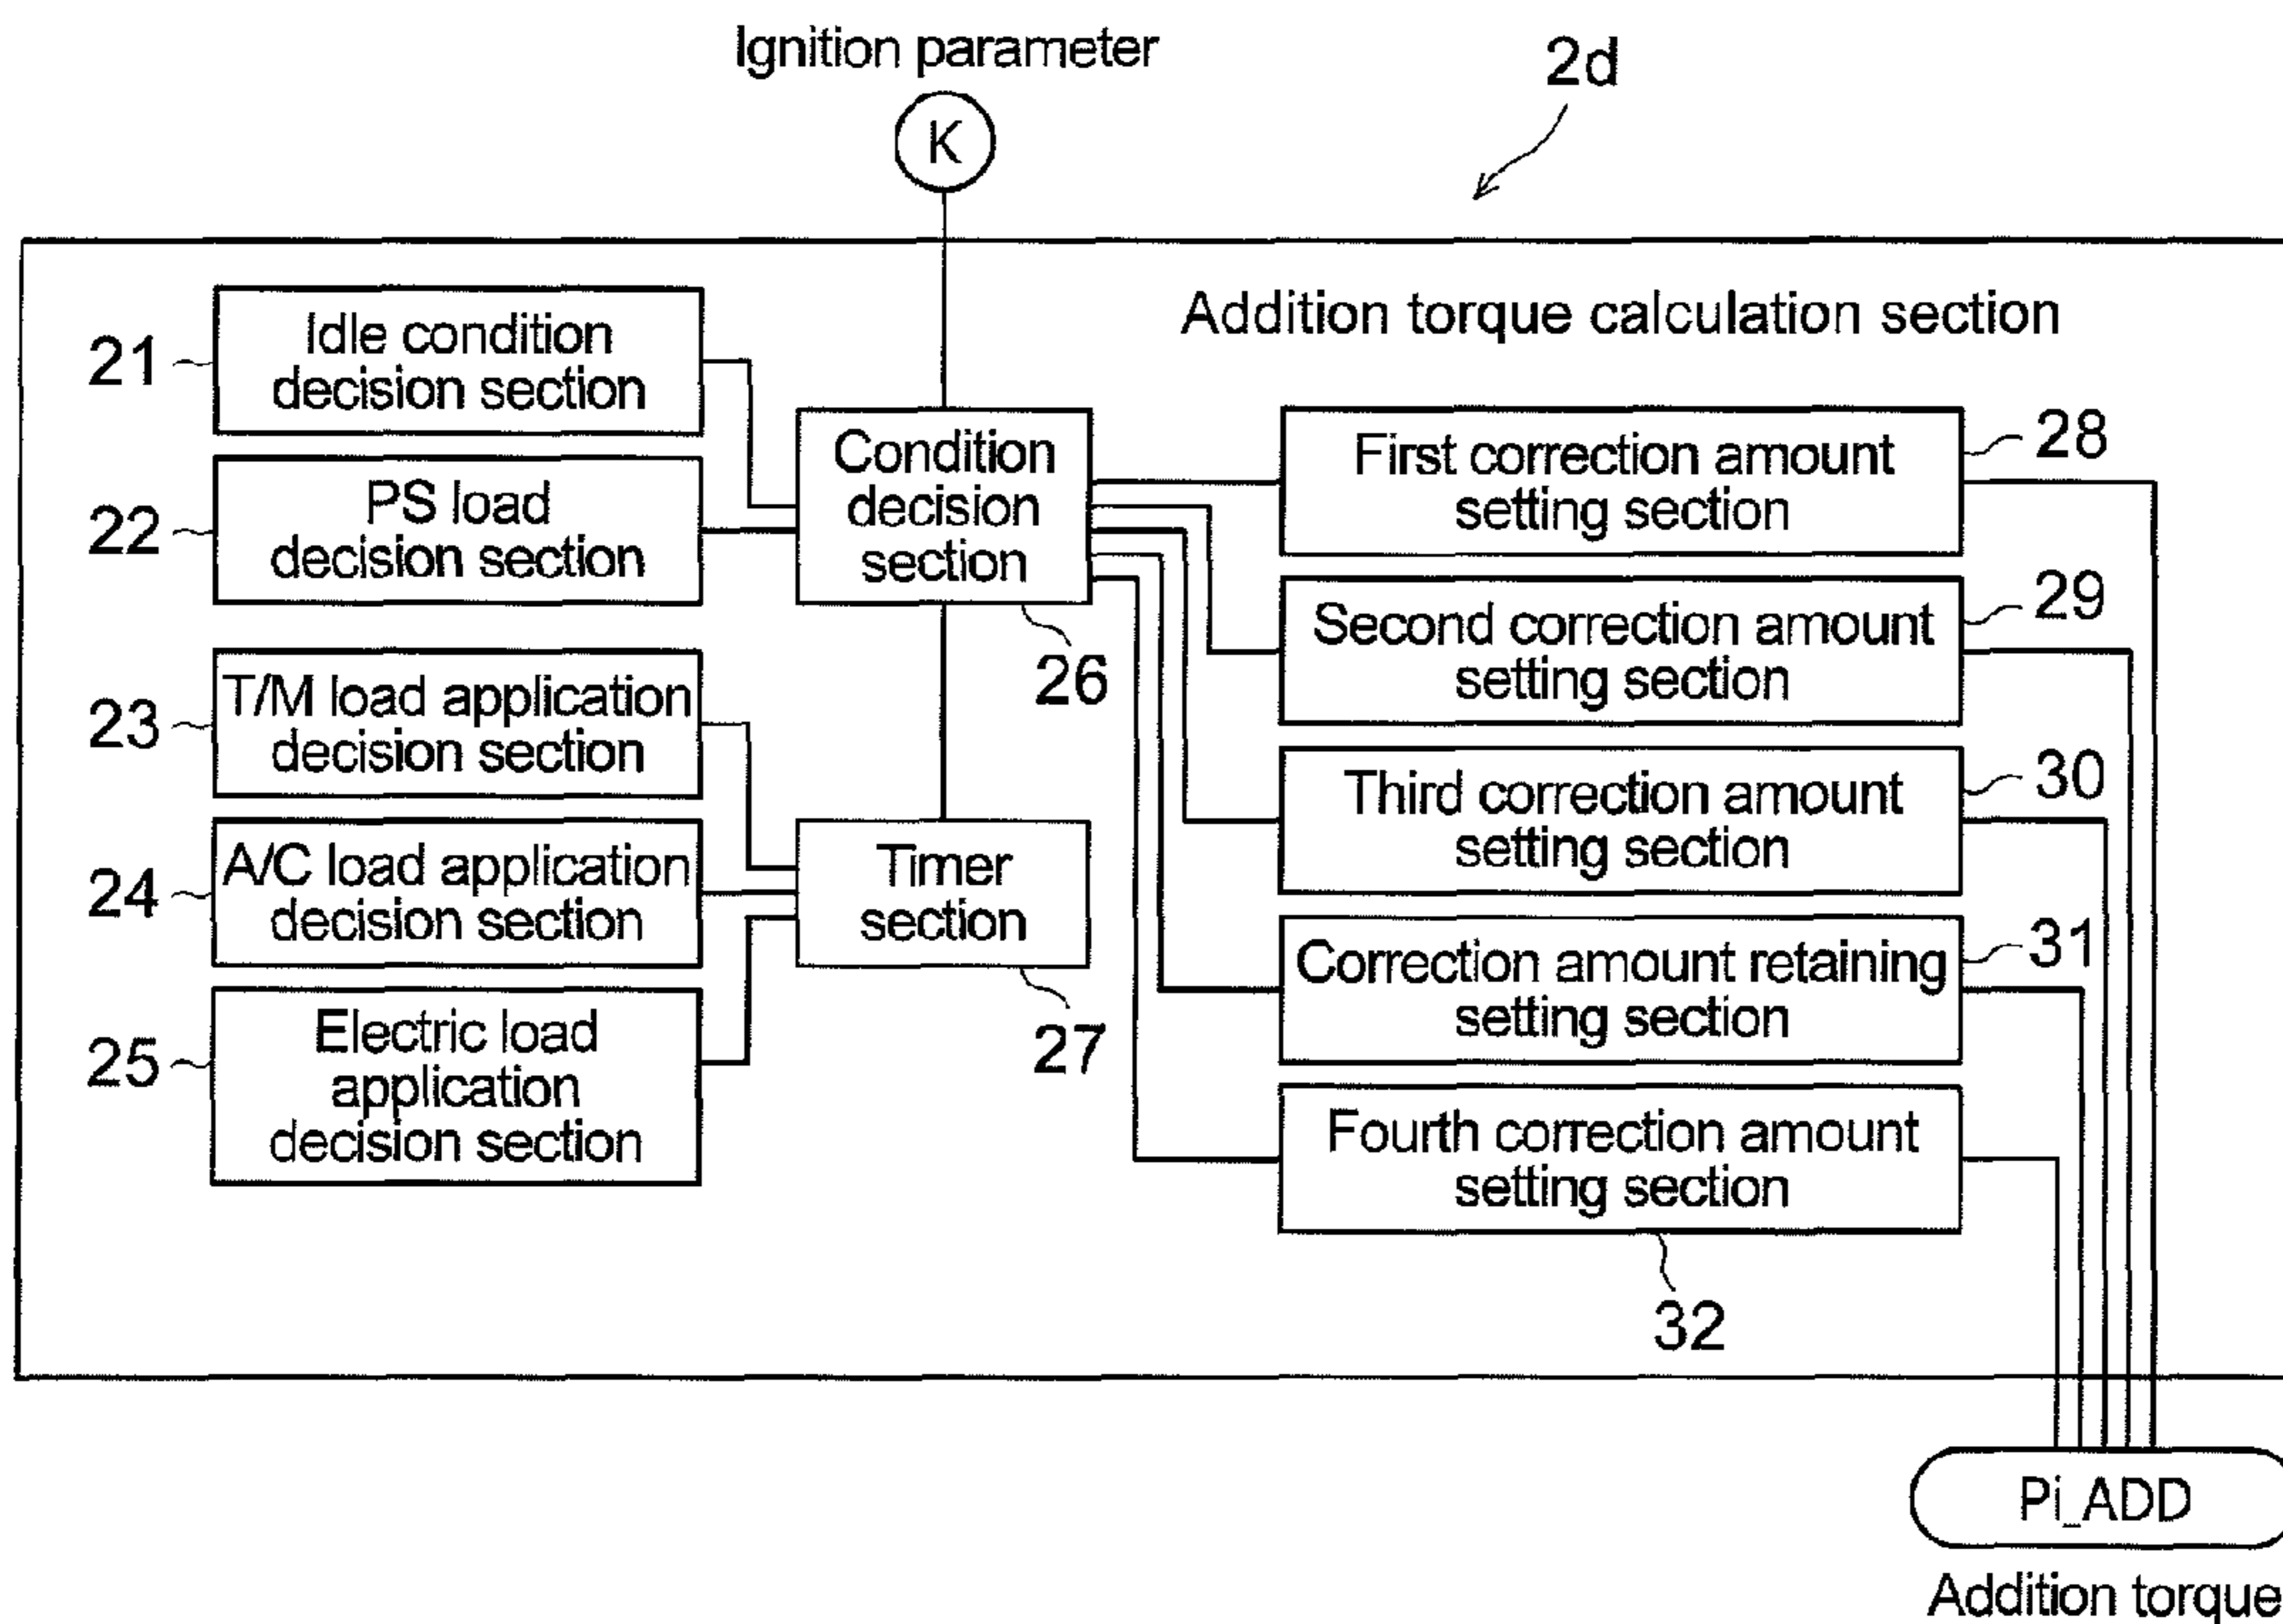 Ignition parameter
2d
K
Addition torque calculation section
21
Idle condition
decision section
22
PS load
decision section
23
T/M load application
decision section
24
A/C load application
decision section
25
Electric load
application
decision section
Condition
decision
section
26
Timer
section
27
First correction amount
setting section
28
Second correction amount
setting section
29
Third correction amount
setting section
30
Correction amount retaining
setting section
31
Fourth correction amount
setting section
32
Pi_ADD
Addition torque